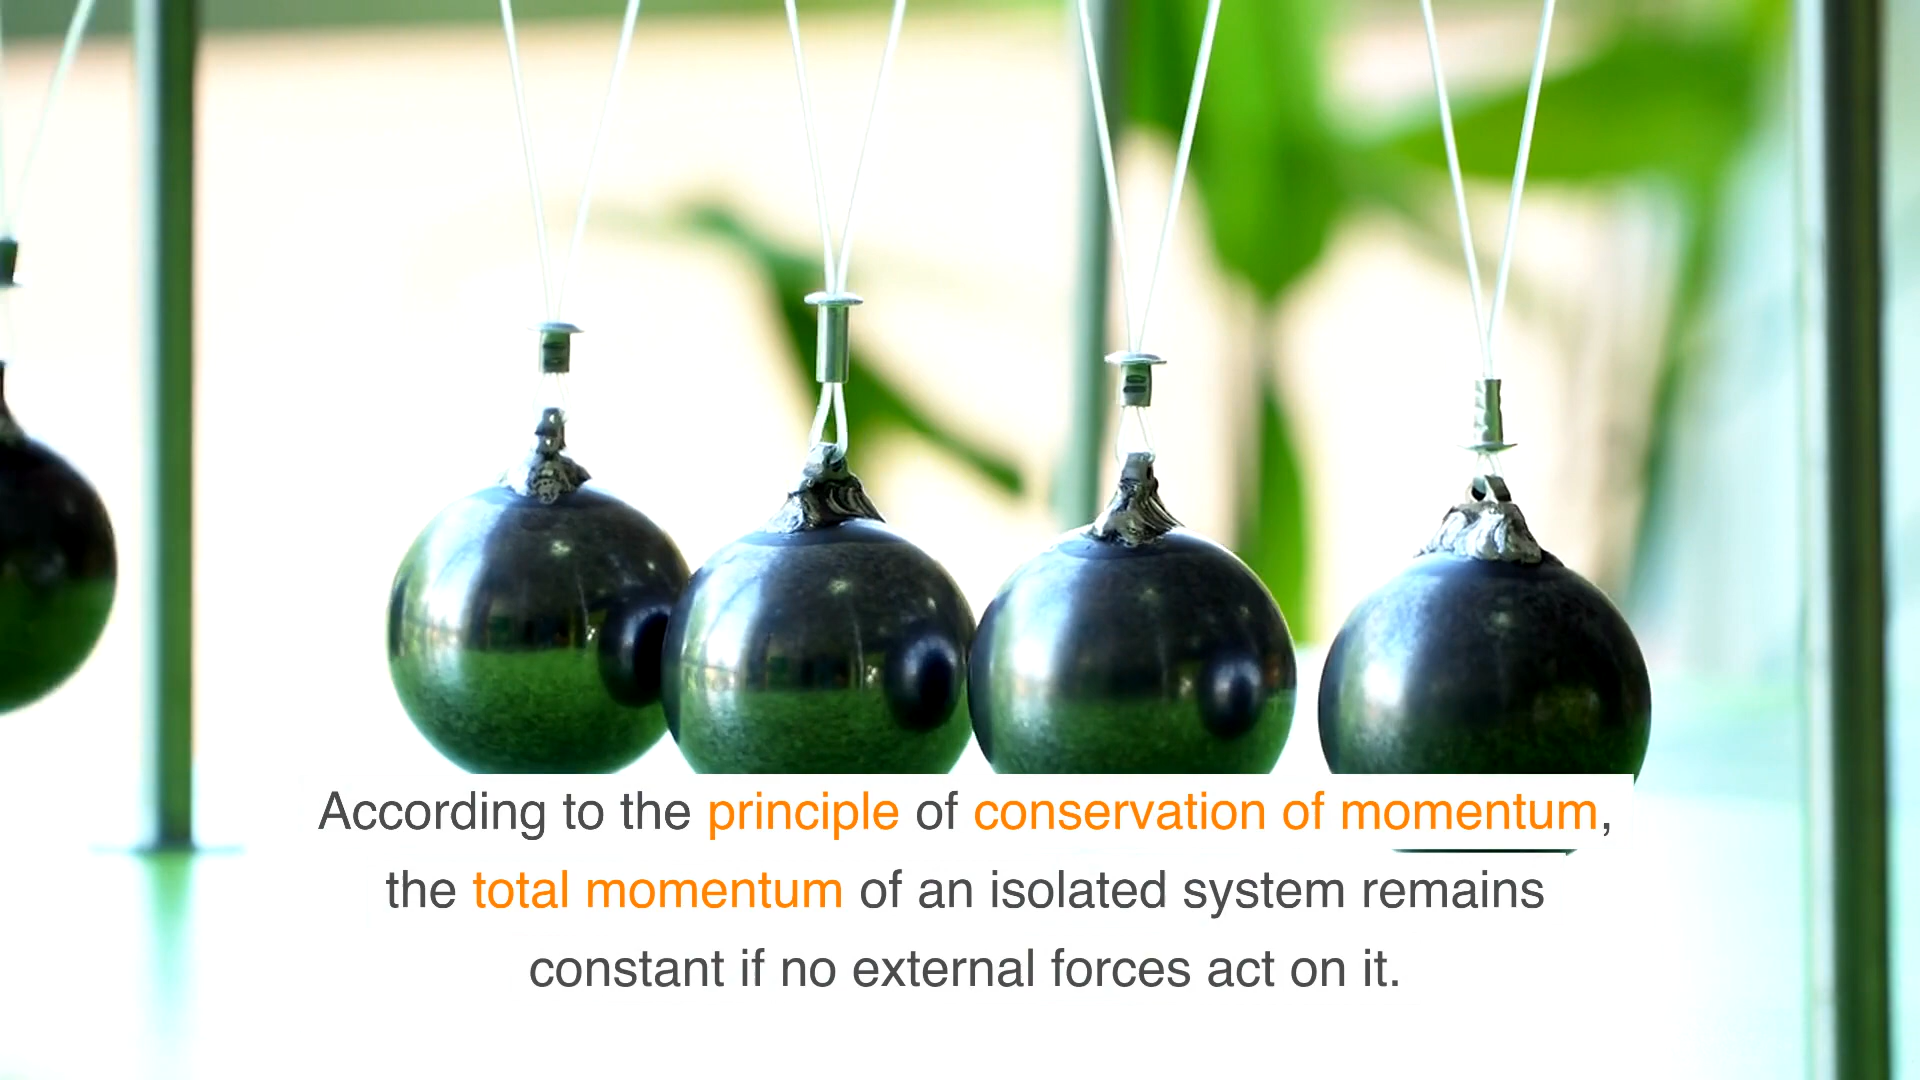 According to the principle of conservation of momentum,
the total momentum of an isolated system remains
constant if no external forces act on it.